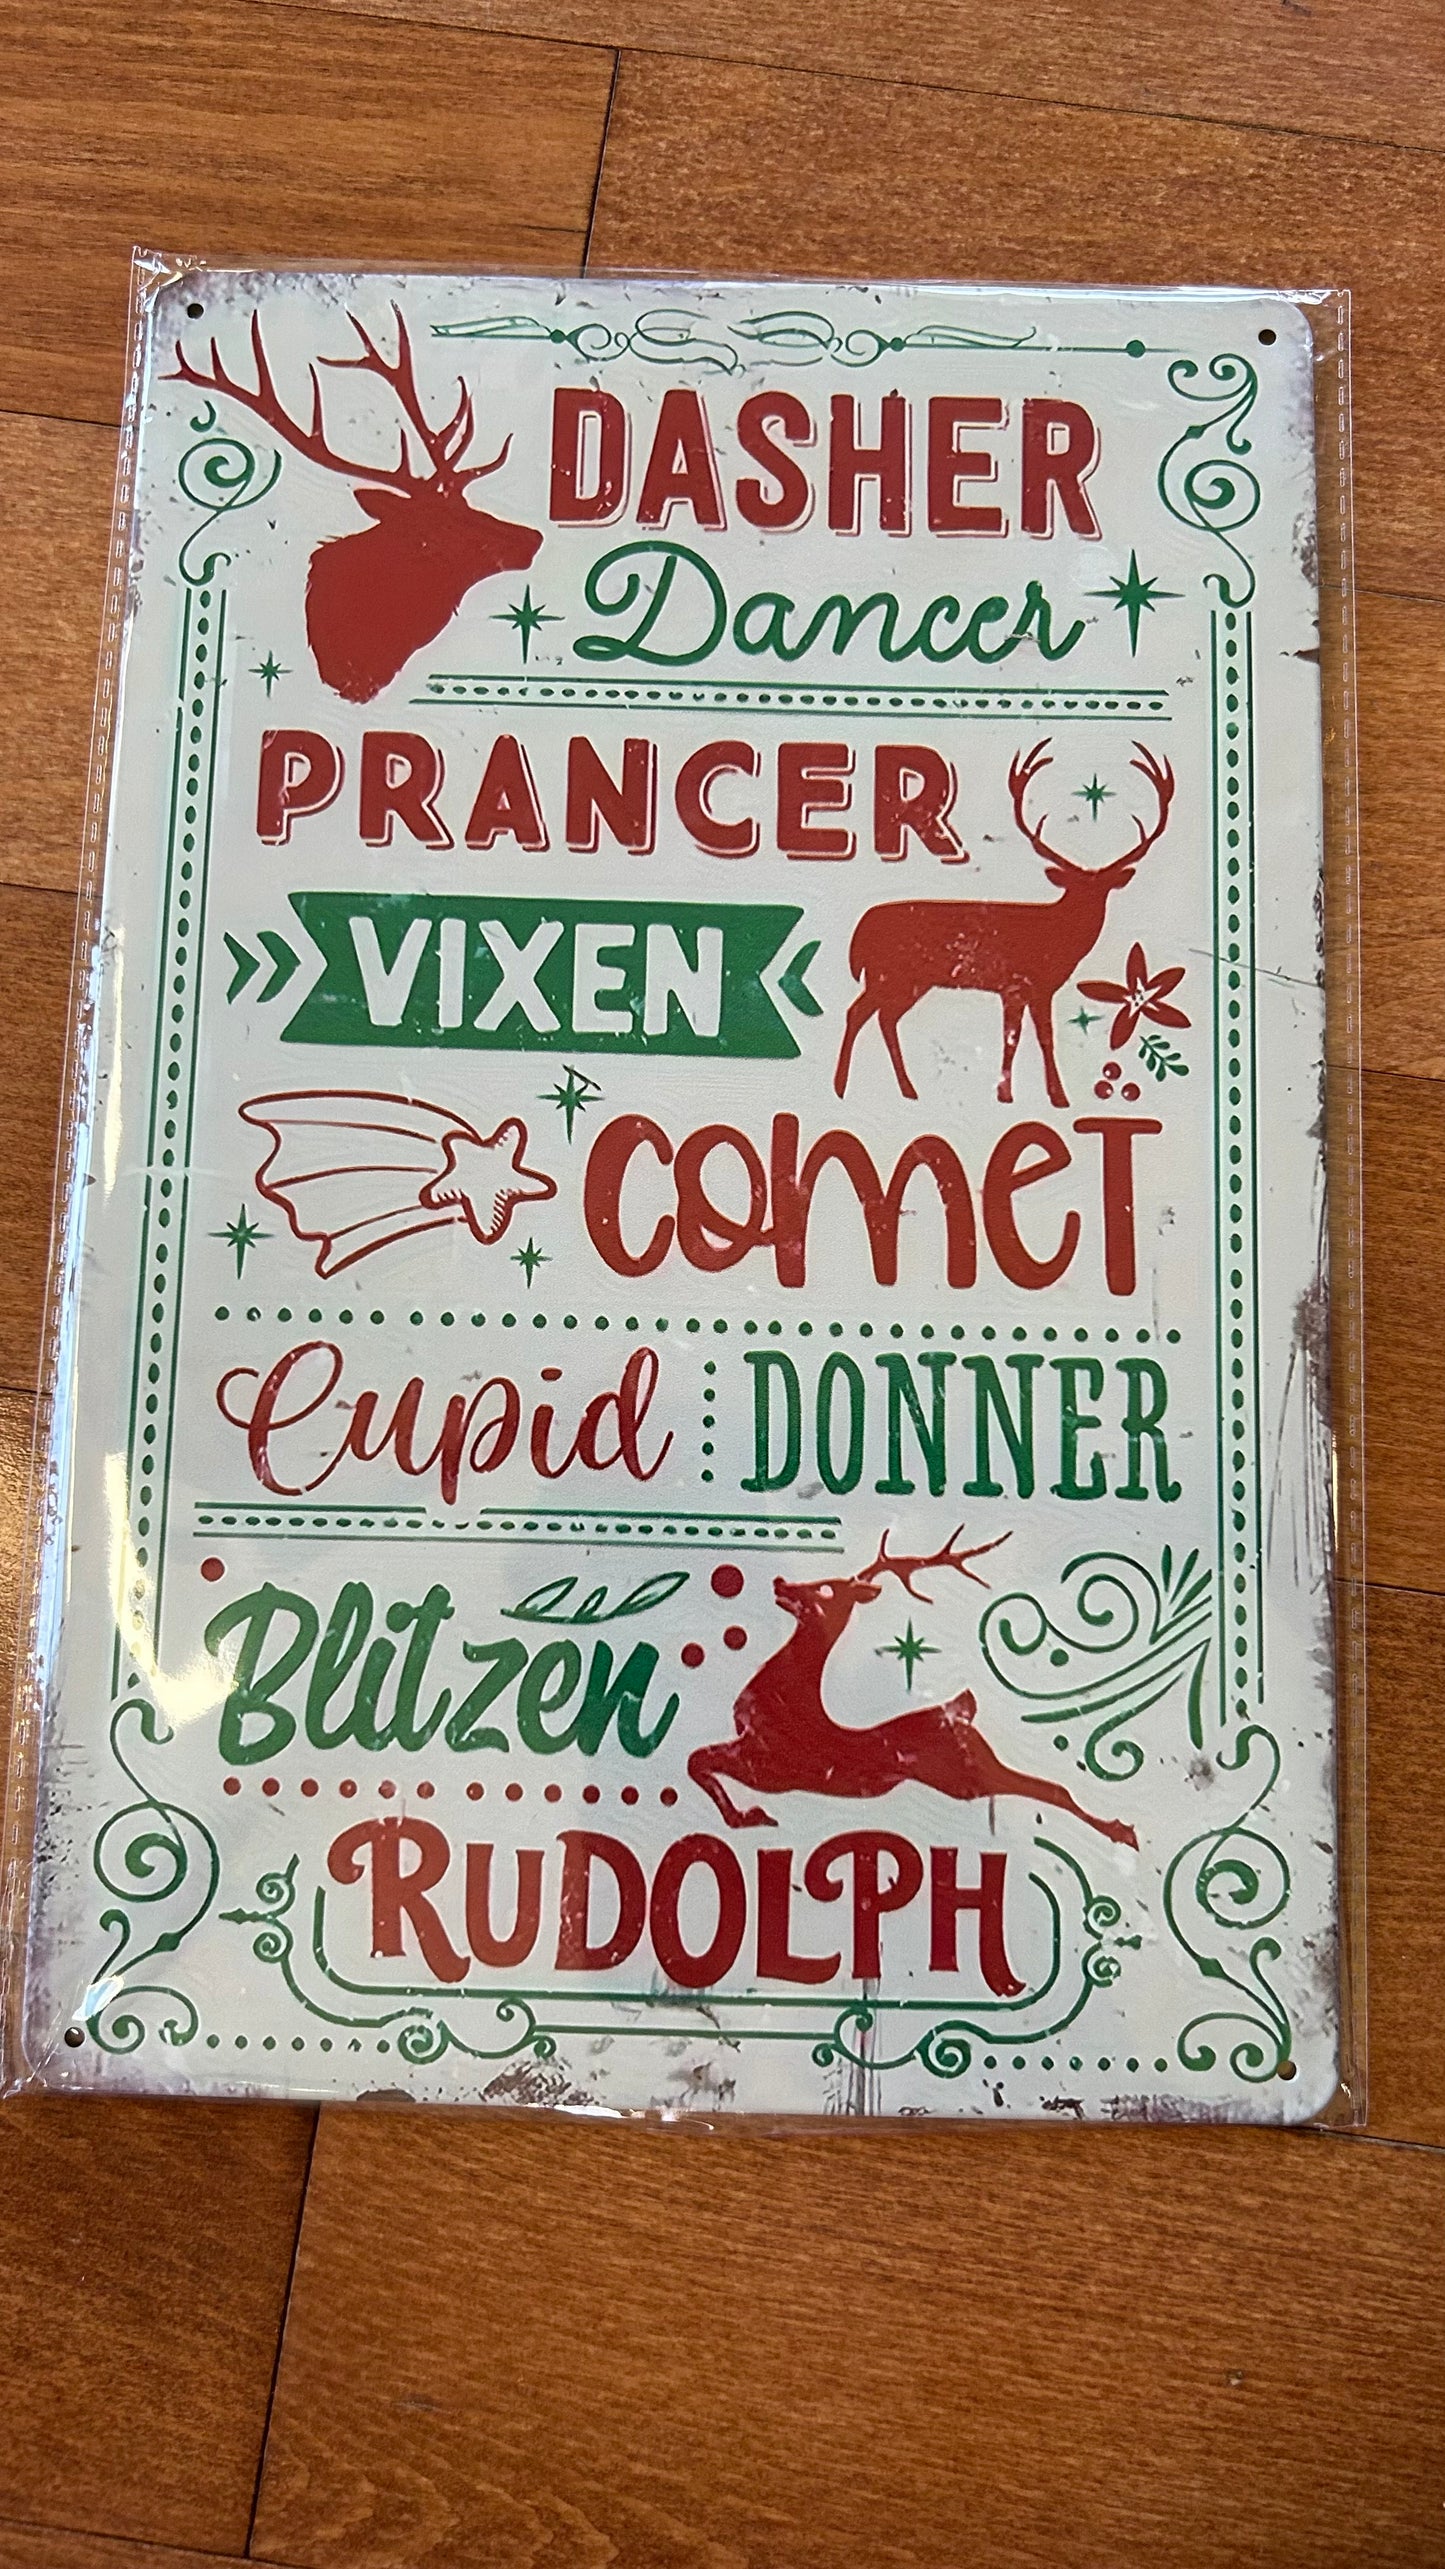 DASHER
Dancer
PRANCER
VIXEN
comeT
Cupid DONNER
Blitzen
RUDOLPH